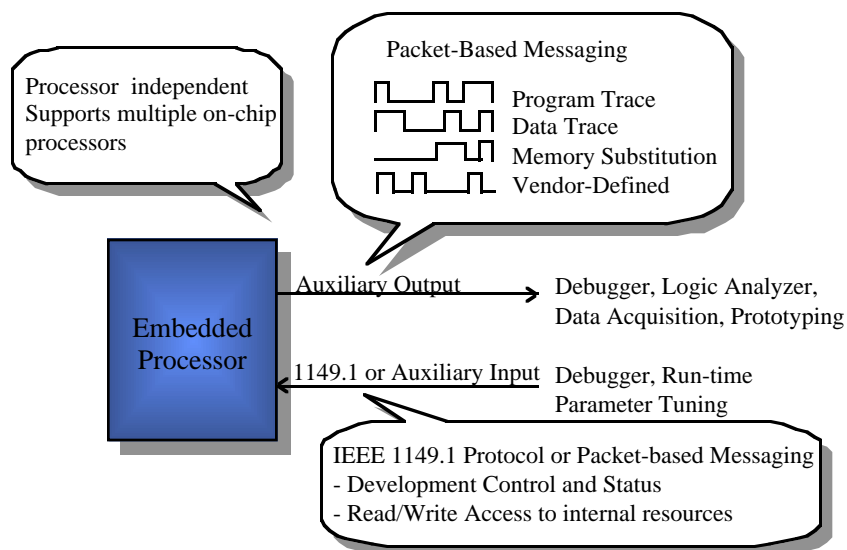 Packet-Based Messaging
Program Trace
Data Trace
Memory Substitution
Vendor-Defined
Processor independent
Supports multiple on-chip
processors
Auxiliary Output
Debugger, Logic Analyzer,
Data Acquisition, Prototyping
Embedded
Processor
1149.1 or Auxiliary Input
Debugger, Run-time
Parameter Tuning
IEEE 1149.1 Protocol or Packet-based Messaging
- Development Control and Status
- Read/Write Access to internal resources